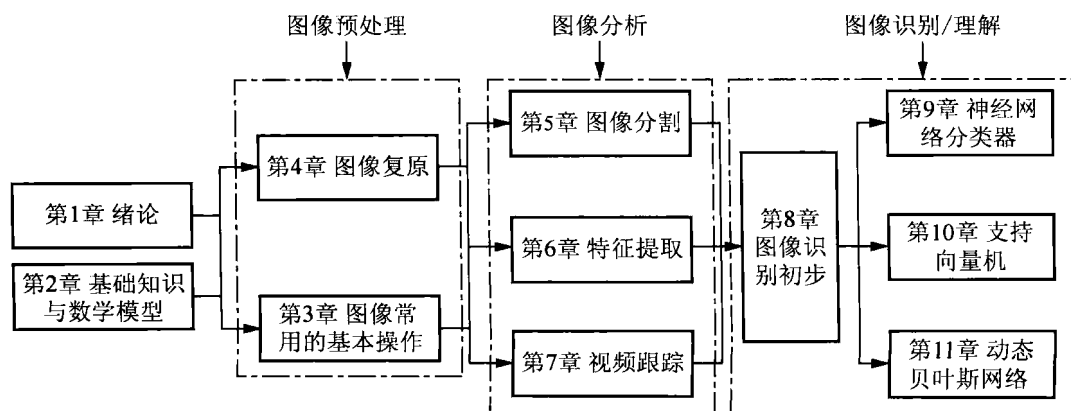 图像预处理
图像分析
图像识别/理解
第1章 绪论
第2章 基础知识
与数学模型
第4章 图像复原
第3章 图像常
用的基本操作
第5章 图像分割
第6章 特征提取
第7章 视频跟踪
第8章
图像识
别初步
第9章 神经网
络分类器
第10章 支持
向量机
第11章 动态
贝叶斯网络